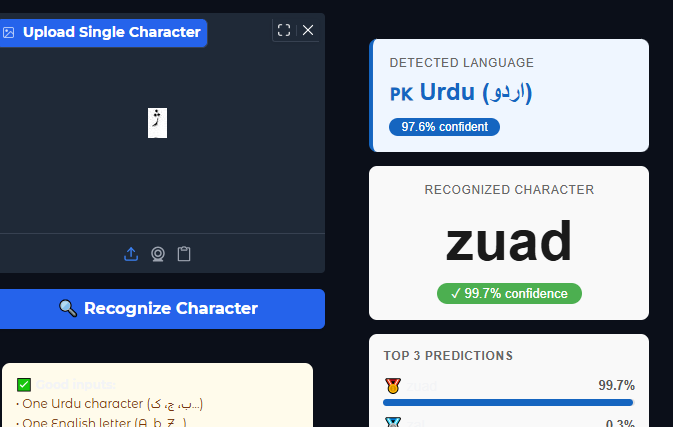 Upload Single Character
ژ
Recognize Character
✅ Good inputs:
• One Urdu character (ب، ج، ک...)
• One English letter (A, b, Z...)
DETECTED LANGUAGE
PK Urdu (اردو)
97.6% confident
RECOGNIZED CHARACTER
zuad
✓ 99.7% confidence
TOP 3 PREDICTIONS
zuad 99.7%
0.3%